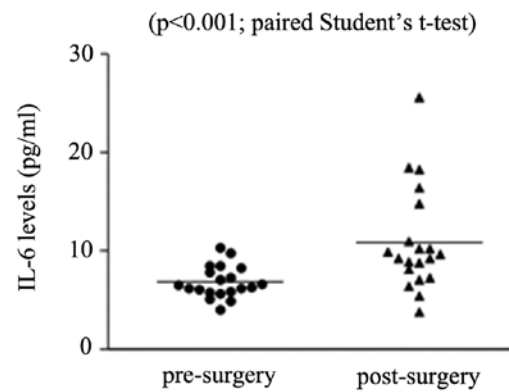 (p<0.001; paired Student's t-test)
30
20
10
0
IL-6 levels (pg/ml)
pre-surgery
post-surgery